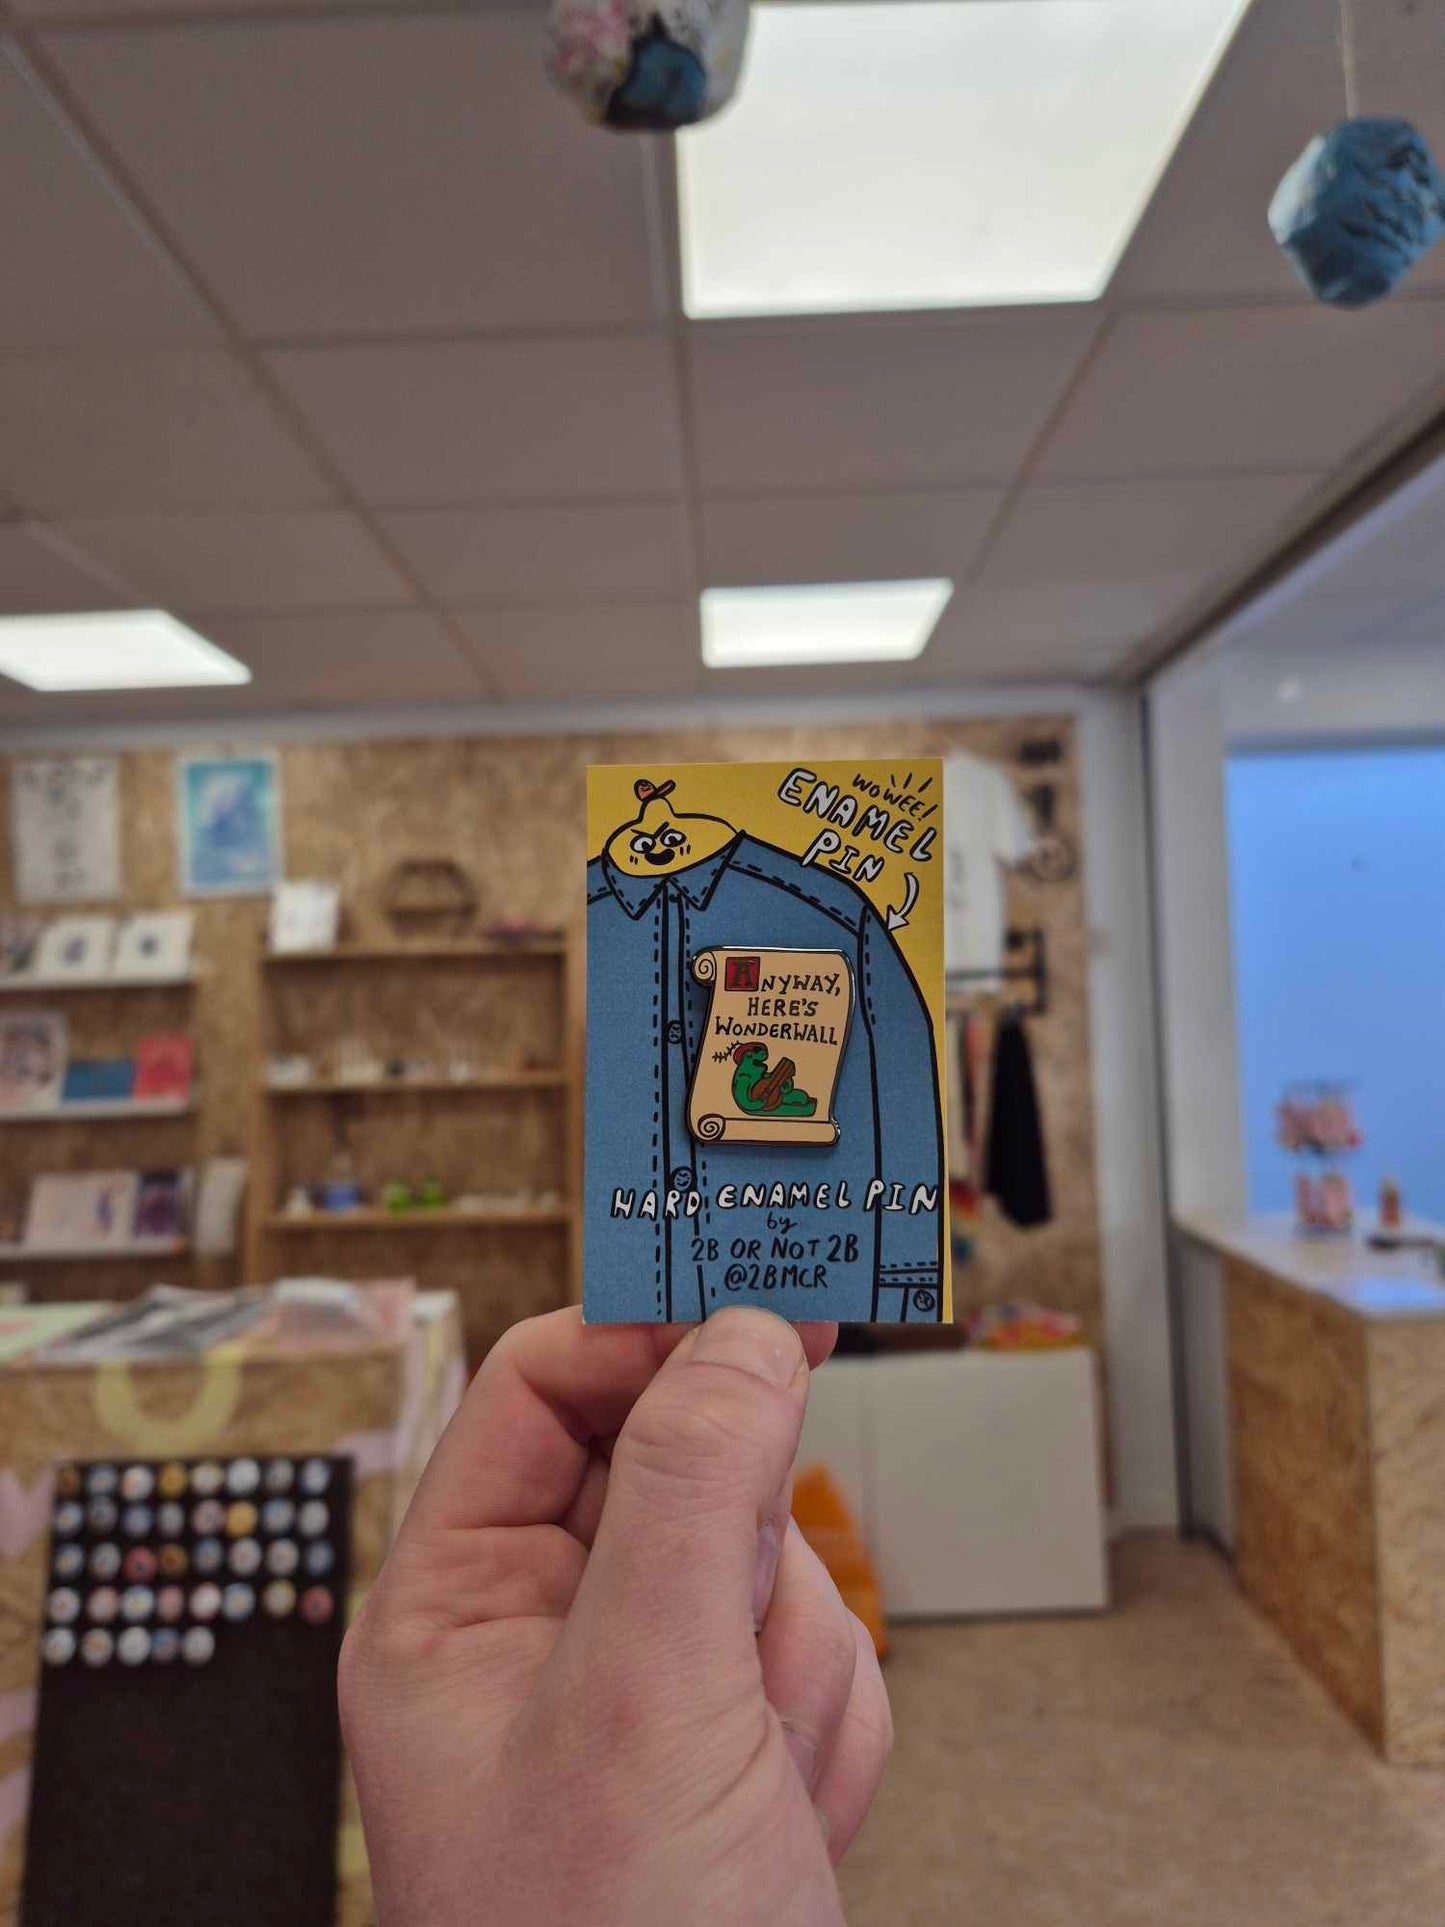 WOWEE!
ENAMEL
PIN
ANYWAY,
HERE'S
WONDERWALL
HARD ENAMEL PIN
by
2B OR NOT 2B
@2BMCR